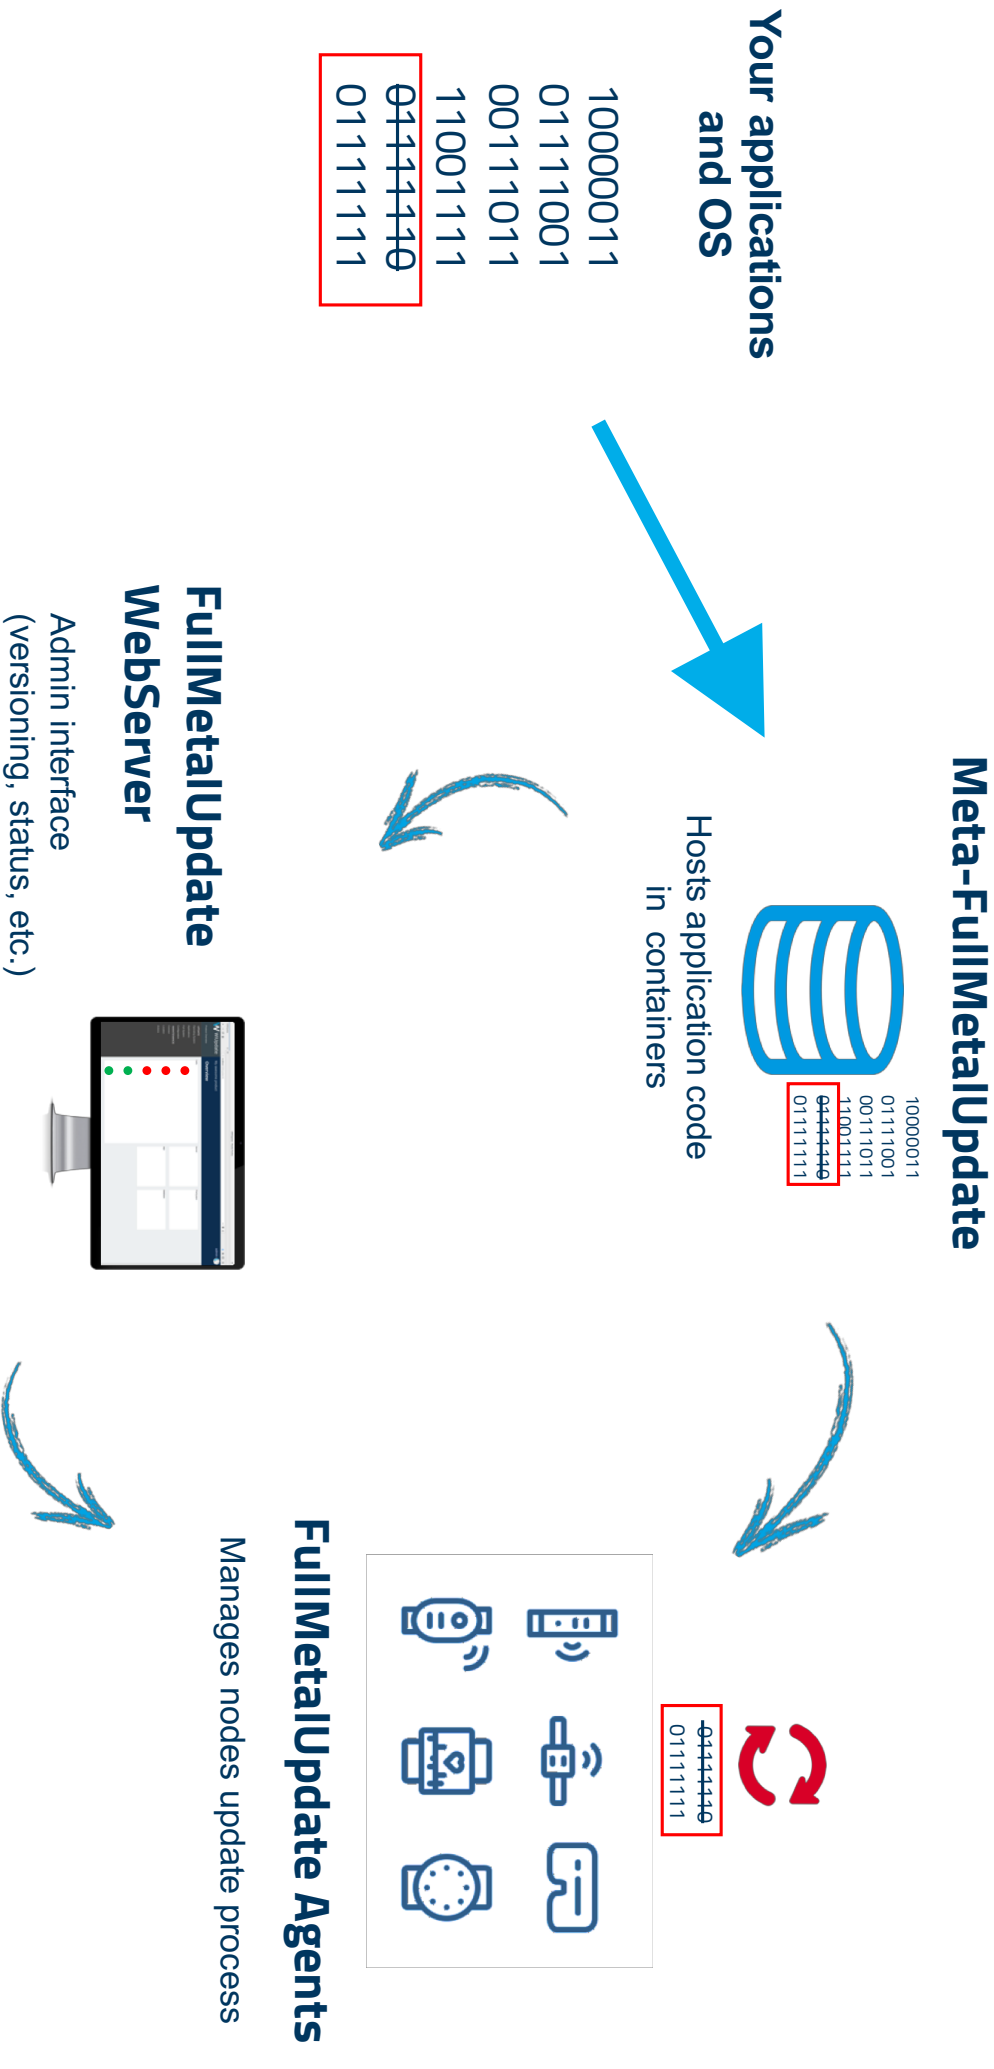 Your applications
and OS
10000011
01111001
00111011
11001111
01111110
01111111
Meta-FullMetalUpdate
10000011
01111001
00111011
11001111
01111110
01111111
Hosts application code
in containers
FullMetalUpdate
WebServer
Admin interface
(versioning, status, etc.)
01111110
01111111
FullMetalUpdate Agents
Manages nodes update process